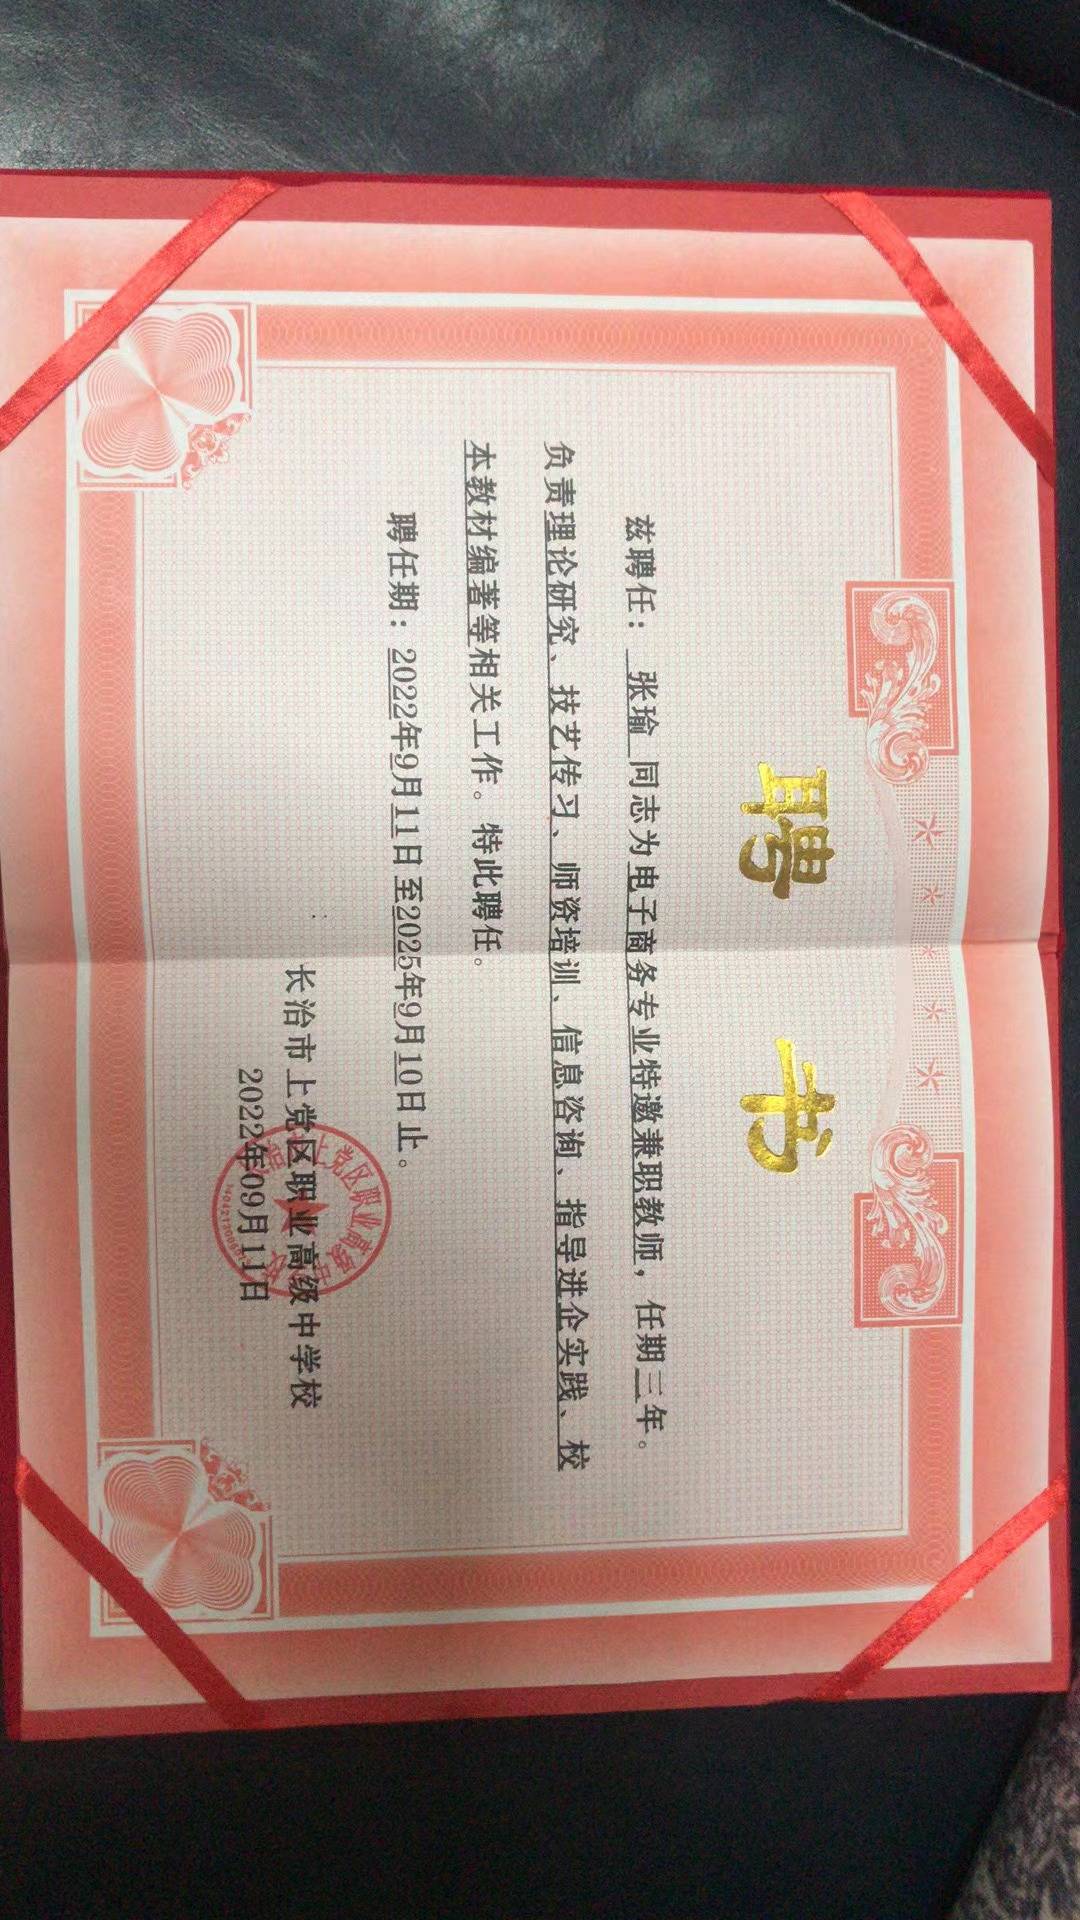 聘 书
兹聘任：张瑜 同志为电子商务专业特邀兼职教师，任期三年。
负责理论研究、技艺传习、师资培训、信息咨询、指导进企实践、校
本教材编著等相关工作。特此聘任。
聘任期：2022年9月11日至2025年9月10日止。
长治市上党区职业高级中学校
2022年09月11日